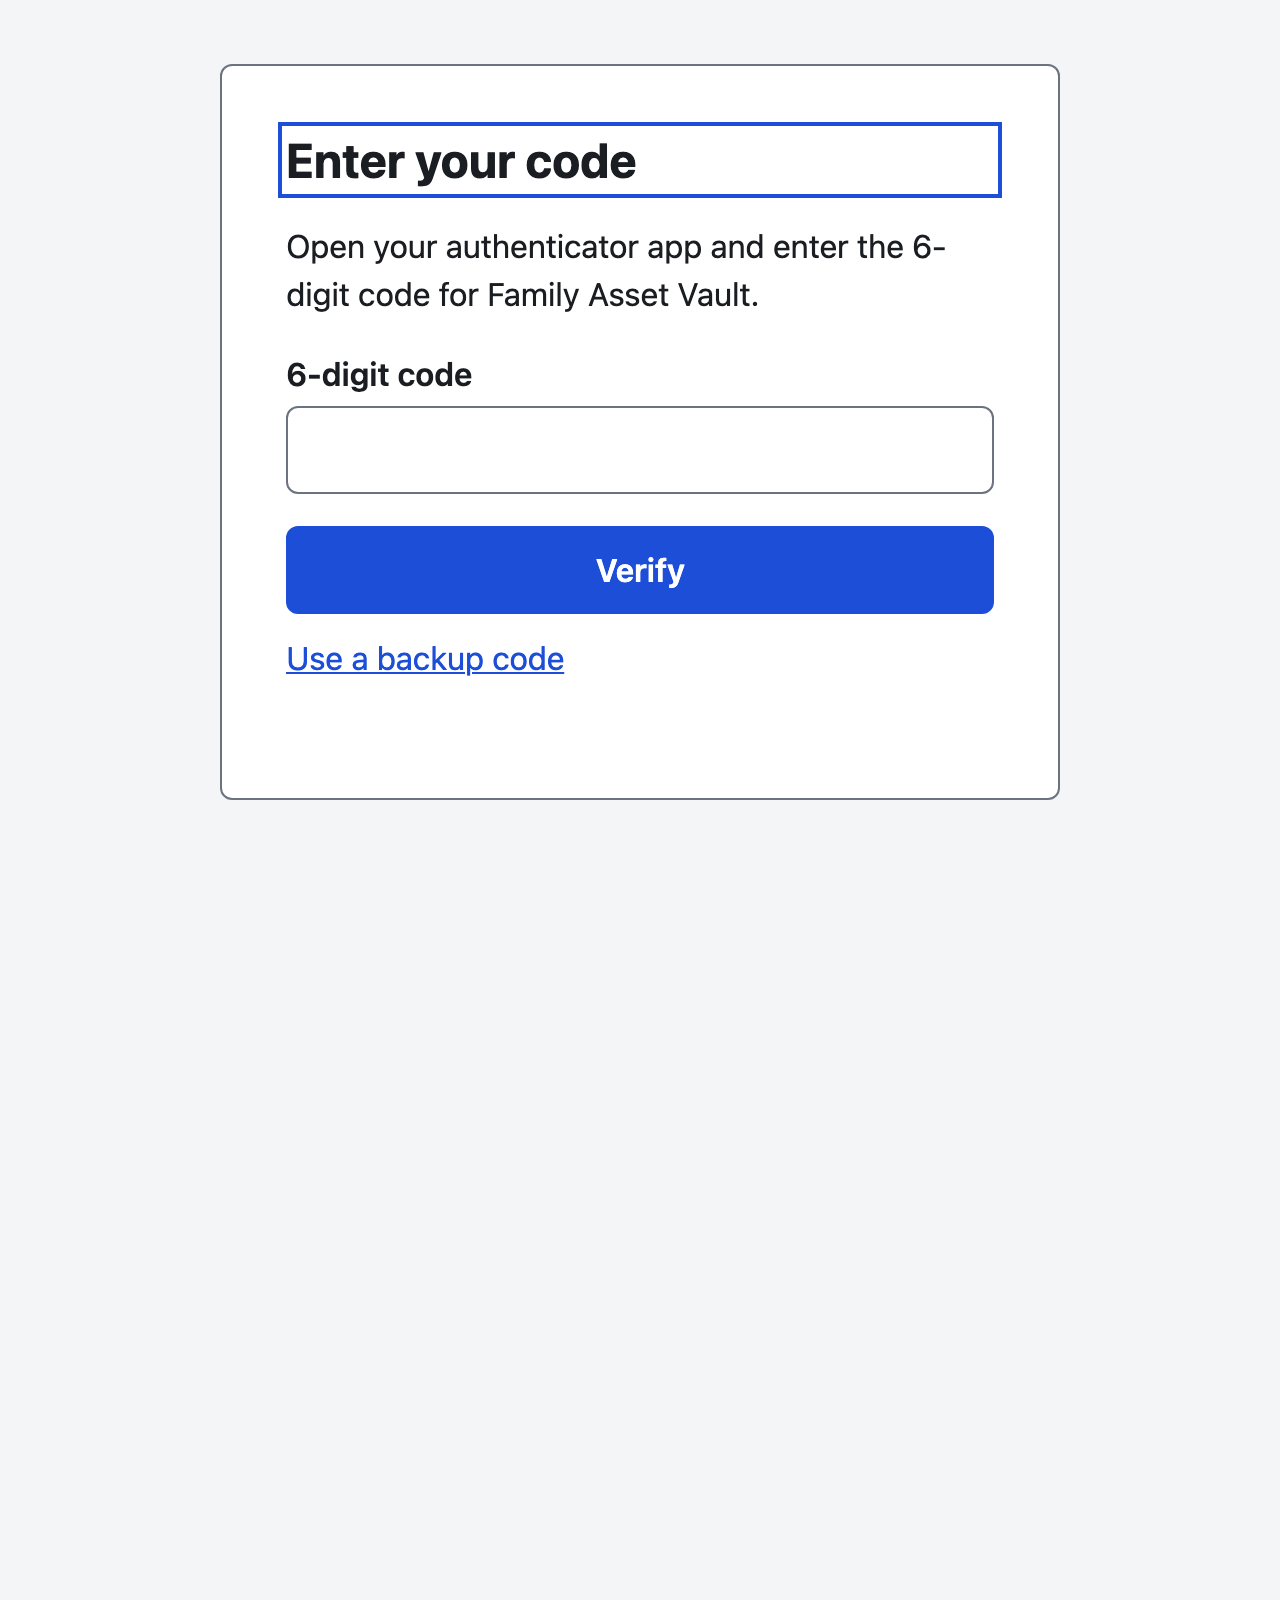 Enter your code
Open your authenticator app and enter the 6-
digit code for Family Asset Vault.
6-digit code
Verify
Use a backup code